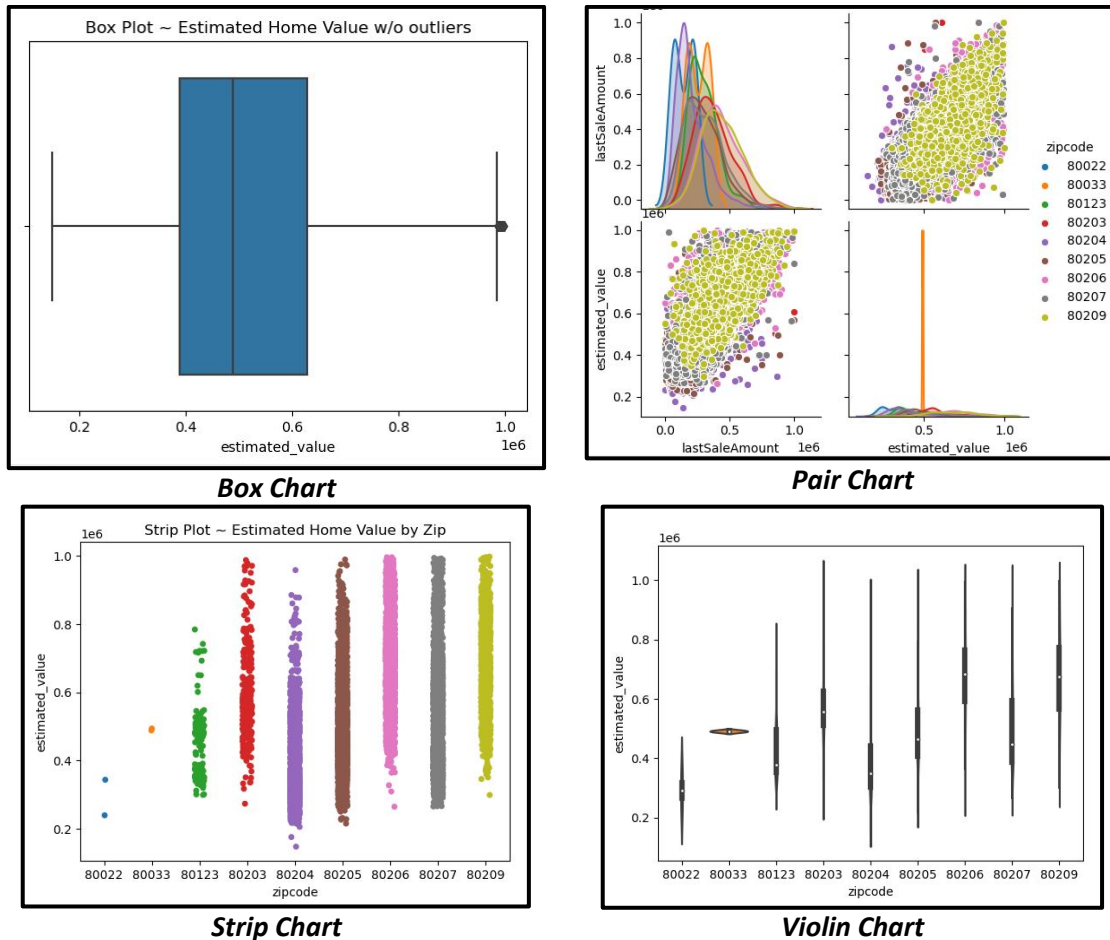 Box Plot ~ Estimated Home Value w/o outliers
0.2 0.4 0.6 0.8 1.0
1e6
estimated_value
Box Chart
1.0
0.8
0.6
0.4
0.2
0.0
lastSaleAmount
1e6
1.0
0.8
0.6
0.4
0.2
estimated_value
0.0 0.5 1.0
1e6
lastSaleAmount
0.5 1.0
1e6
estimated_value
zipcode
80022
80033
80123
80203
80204
80205
80206
80207
80209
Pair Chart
Strip Plot ~ Estimated Home Value by Zip
1e6
1.0
0.8
0.6
0.4
0.2
estimated_value
80022 80033 80123 80203 80204 80205 80206 80207 80209
zipcode
Strip Chart
1e6
1.0
0.8
0.6
0.4
0.2
estimated_value
80022 80033 80123 80203 80204 80205 80206 80207 80209
zipcode
Violin Chart